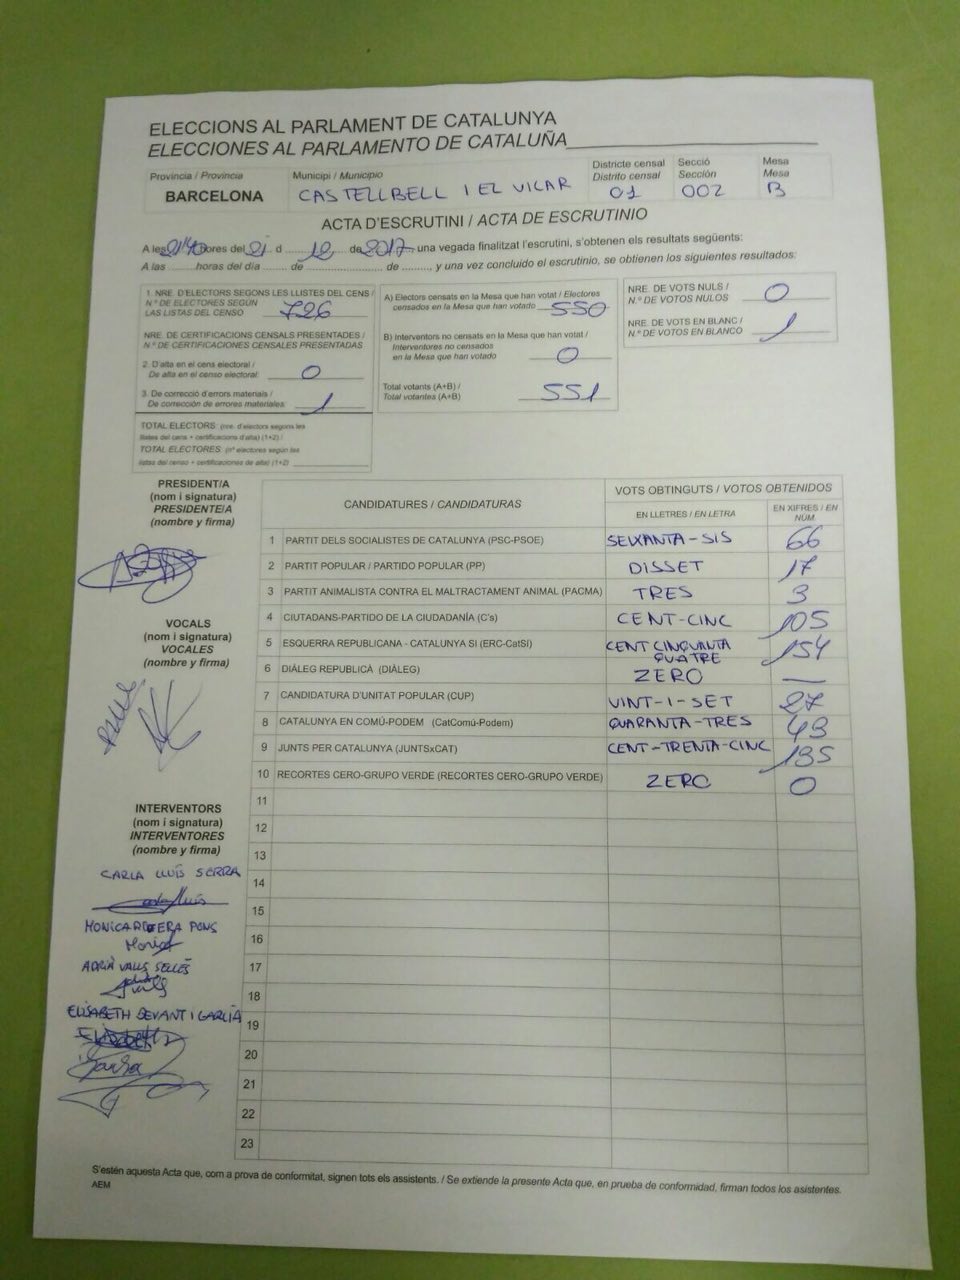 ELECCIONS AL PARLAMENT DE CATALUNYA
ELECCIONES AL PARLAMENTO DE CATALUÑA
Província / Provincia
BARCELONA
Municipi / Municipio
CASTELLBELL I EL VILAR
Districte censal
Distrito censal
01
Secció
Sección
002
Mesa
Mesa
B
ACTA D'ESCRUTINI / ACTA DE ESCRUTINIO
A les 21'40 hores del 21 d 12 de 2017 una vegada finalitzat l'escrutini, s'obtenen els resultats següents:
A las ........ horas del día ........ de ........ de ........, y una vez concluido el escrutinio, se obtienen los siguientes resultados:
1. NRE. D'ELECTORS SEGONS LES LLISTES DEL CENS /
N.º DE ELECTORES SEGÚN
LAS LISTAS DEL CENSO 726
NRE. DE CERTIFICACIONS CENSALS PRESENTADES /
N.º DE CERTIFICACIONES CENSALES PRESENTADAS
2. D'alta en el cens electoral /
De alta en el censo electoral: 0
3. De correcció d'errors materials /
De corrección de errores materiales: 1
TOTAL ELECTORS: (nre. d'electors segons les
llistes del cens + certificacions d'alta) (1+2) /
TOTAL ELECTORES: (nº electores según las
listas del censo + certificaciones de alta) (1+2)
A) Electors censats en la Mesa que han votat / Electores
censados en la Mesa que han votado 550
B) Interventors no censats en la Mesa que han votat /
Interventores no censados
en la Mesa que han votado 0
Total votants (A+B) /
Total votantes (A+B) 551
NRE. DE VOTS NULS /
N.º DE VOTOS NULOS 0
NRE. DE VOTS EN BLANC /
N.º DE VOTOS EN BLANCO 1
PRESIDENT/A
(nom i signatura)
PRESIDENTE/A
(nombre y firma)
VOCALS
(nom i signatura)
VOCALES
(nombre y firma)
INTERVENTORS
(nom i signatura)
INTERVENTORES
(nombre y firma)
CARLA LLUÍS SERRA
ADRIÀ VALLS SELLÉS
ELISABETH DEVANT I GARCIA
CANDIDATURES / CANDIDATURAS
VOTS OBTINGUTS / VOTOS OBTENIDOS
EN LLETRES / EN LETRA
EN XIFRES / EN NÚM.
1 PARTIT DELS SOCIALISTES DE CATALUNYA (PSC-PSOE) SEIXANTA-SIS 66
2 PARTIT POPULAR / PARTIDO POPULAR (PP) DISSET 17
3 PARTIT ANIMALISTA CONTRA EL MALTRACTAMENT ANIMAL (PACMA) TRES 3
4 CIUTADANS-PARTIDO DE LA CIUDADANÍA (C's) CENT-CINC 105
5 ESQUERRA REPUBLICANA - CATALUNYA SI (ERC-CatSí) CENT CINQUANTA QUATRE 154
6 DIÀLEG REPUBLICÀ (DIÀLEG) ZERO —
7 CANDIDATURA D'UNITAT POPULAR (CUP) VINT-I-SET 27
8 CATALUNYA EN COMÚ-PODEM (CatComú-Podem) QUARANTA-TRES 43
9 JUNTS PER CATALUNYA (JUNTSxCAT) CENT-TRENTA-CINC 135
10 RECORTES CERO-GRUPO VERDE (RECORTES CERO-GRUPO VERDE) ZERO 0
11
12
13
14
15
16
17
18
19
20
21
22
23
S'estén aquesta Acta que, com a prova de conformitat, signen tots els assistents. / Se extiende la presente Acta que, en prueba de conformidad, firman todos los asistentes.
AEM